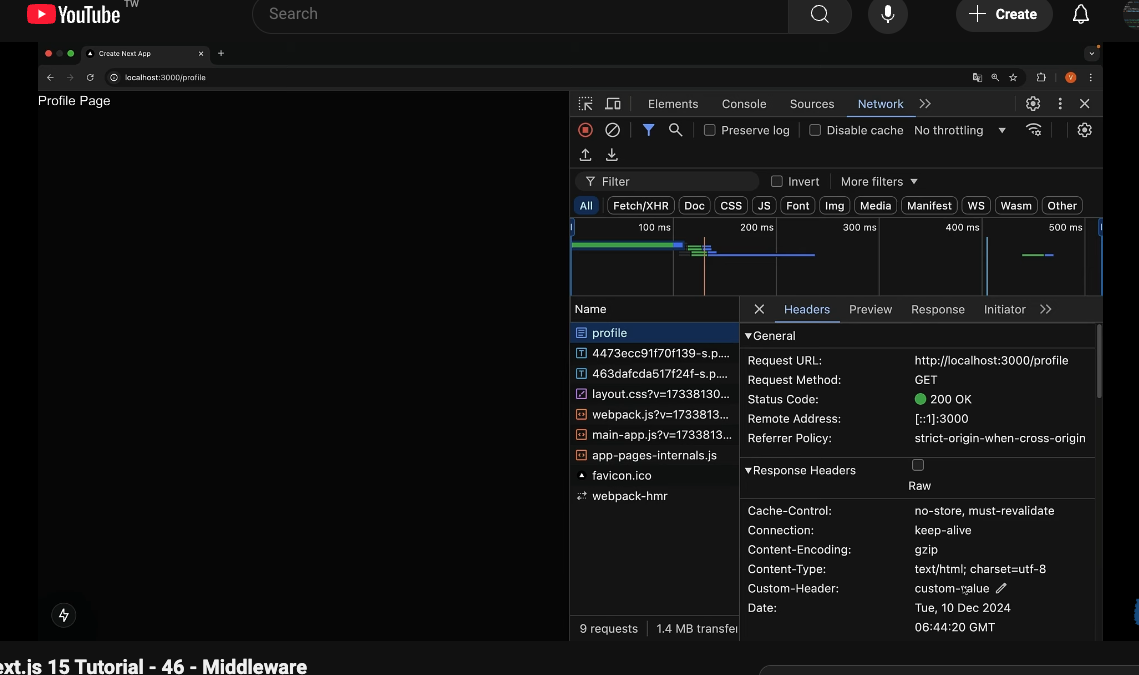 YouTube TW
Search
Create
Create Next App
localhost:3000/profile
V
Profile Page
Elements Console Sources Network
Preserve log Disable cache No throttling
Filter Invert More filters
All Fetch/XHR Doc CSS JS Font Img Media Manifest WS Wasm Other
100 ms 200 ms 300 ms 400 ms 500 ms
Name
profile
4473ecc91f70f139-s.p....
463dafcda517f24f-s.p....
layout.css?v=17338130...
webpack.js?v=1733813...
main-app.js?v=1733813...
app-pages-internals.js
favicon.ico
webpack-hmr
9 requests 1.4 MB transfer
Headers Preview Response Initiator
General
Request URL: http://localhost:3000/profile
Request Method: GET
Status Code: 200 OK
Remote Address: [::1]:3000
Referrer Policy: strict-origin-when-cross-origin
Response Headers
Raw
Cache-Control: no-store, must-revalidate
Connection: keep-alive
Content-Encoding: gzip
Content-Type: text/html; charset=utf-8
Custom-Header: custom-value
Date: Tue, 10 Dec 2024
06:44:20 GMT
ext.js 15 Tutorial - 46 - Middleware